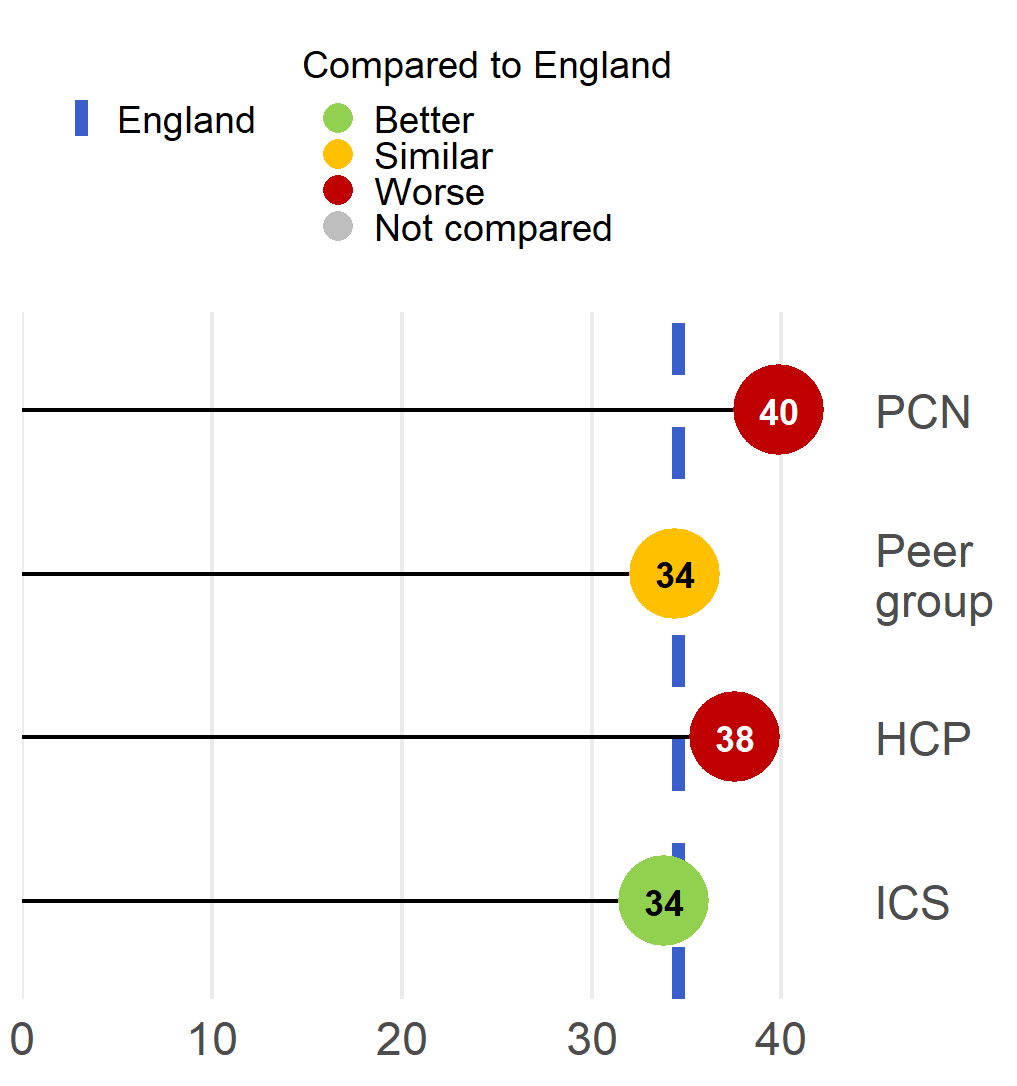 Compared to England
England
Better
Similar
Worse
Not compared
40
PCN
34
Peer
group
38
HCP
34
ICS
0 10 20 30 40